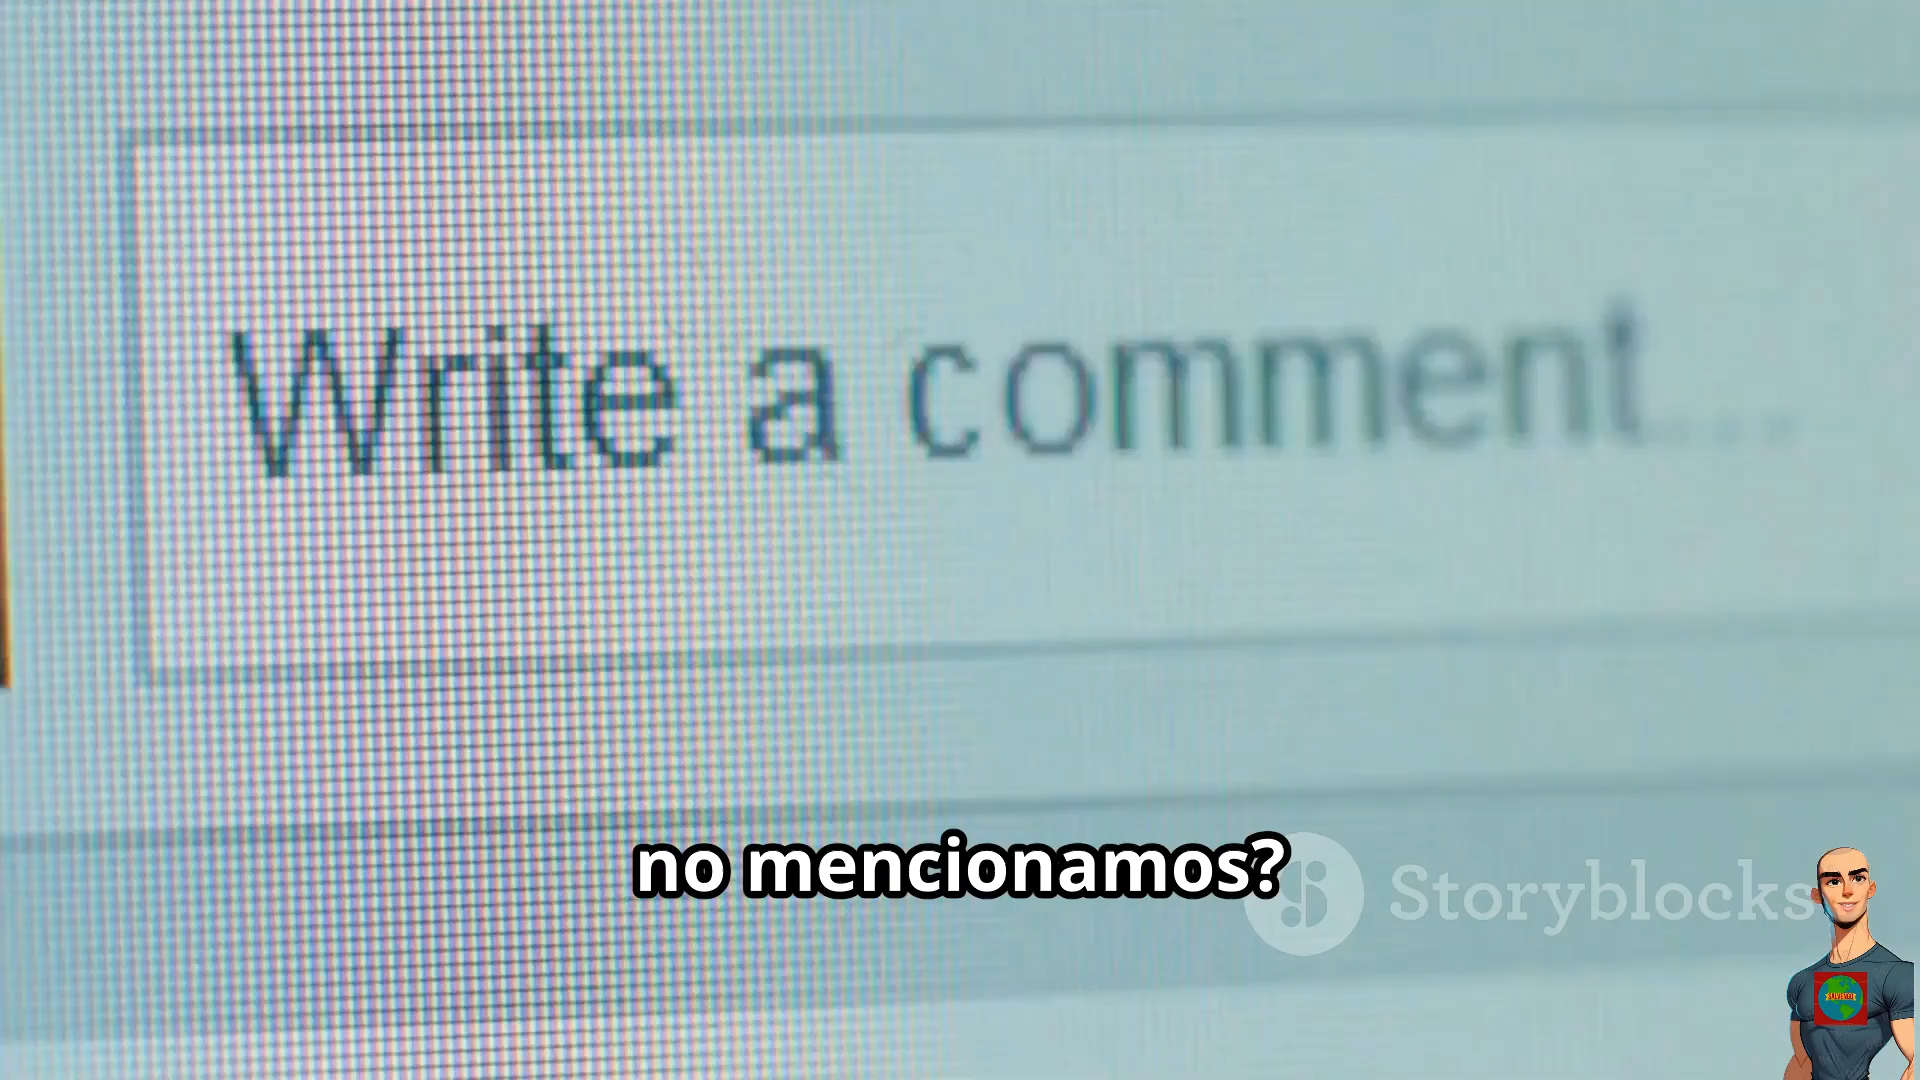 Write a comment...
no mencionamos?
Storyblocks